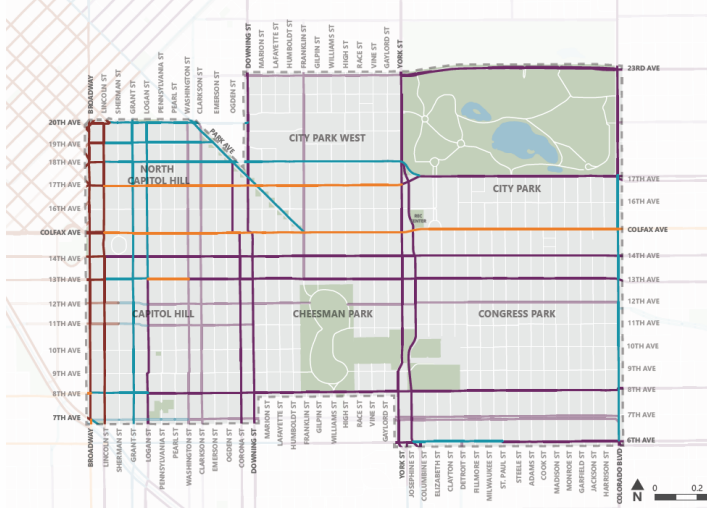 BROADWAY
LINCOLN ST
SHERMAN ST
GRANT ST
LOGAN ST
PENNSYLVANIA ST
PEARL ST
WASHINGTON ST
CLARKSON ST
EMERSON ST
OGDEN ST
DOWNING ST
MARION ST
LAFAYETTE ST
HUMBOLDT ST
FRANKLIN ST
GILPIN ST
WILLIAMS ST
HIGH ST
RACE ST
VINE ST
GAYLORD ST
YORK ST
23RD AVE
20TH AVE
19TH AVE
18TH AVE
17TH AVE
16TH AVE
COLFAX AVE
14TH AVE
13TH AVE
12TH AVE
11TH AVE
10TH AVE
9TH AVE
8TH AVE
7TH AVE
PARK AVE
CITY PARK WEST
NORTH
CAPITOL HILL
CITY PARK
REC
CENTER
CAPITOL HILL
CHEESMAN PARK
CONGRESS PARK
17TH AVE
16TH AVE
COLFAX AVE
14TH AVE
13TH AVE
12TH AVE
11TH AVE
10TH AVE
9TH AVE
8TH AVE
7TH AVE
6TH AVE
BROADWAY
LINCOLN ST
SHERMAN ST
GRANT ST
LOGAN ST
PENNSYLVANIA ST
PEARL ST
WASHINGTON ST
CLARKSON ST
EMERSON ST
OGDEN ST
CORONA ST
DOWNING ST
MARION ST
LAFAYETTE ST
HUMBOLDT ST
FRANKLIN ST
GILPIN ST
WILLIAMS ST
HIGH ST
RACE ST
VINE ST
GAYLORD ST
YORK ST
JOSEPHINE ST
COLUMBINE ST
ELIZABETH ST
CLAYTON ST
DETROIT ST
FILLMORE ST
MILWAUKEE ST
ST. PAUL ST
STEELE ST
ADAMS ST
COOK ST
MADISON ST
MONROE ST
GARFIELD ST
JACKSON ST
HARRISON ST
COLORADO BLVD
N
0 0.2